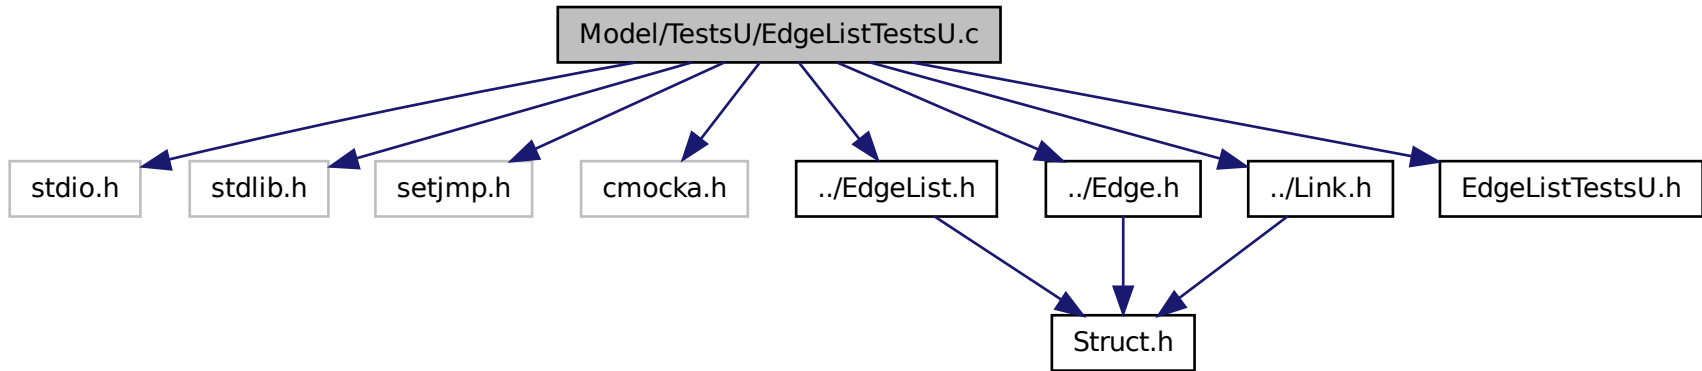 Model/TestsU/EdgeListTestsU.c
stdio.h
stdlib.h
setjmp.h
cmocka.h
../EdgeList.h
../Edge.h
../Link.h
EdgeListTestsU.h
Struct.h